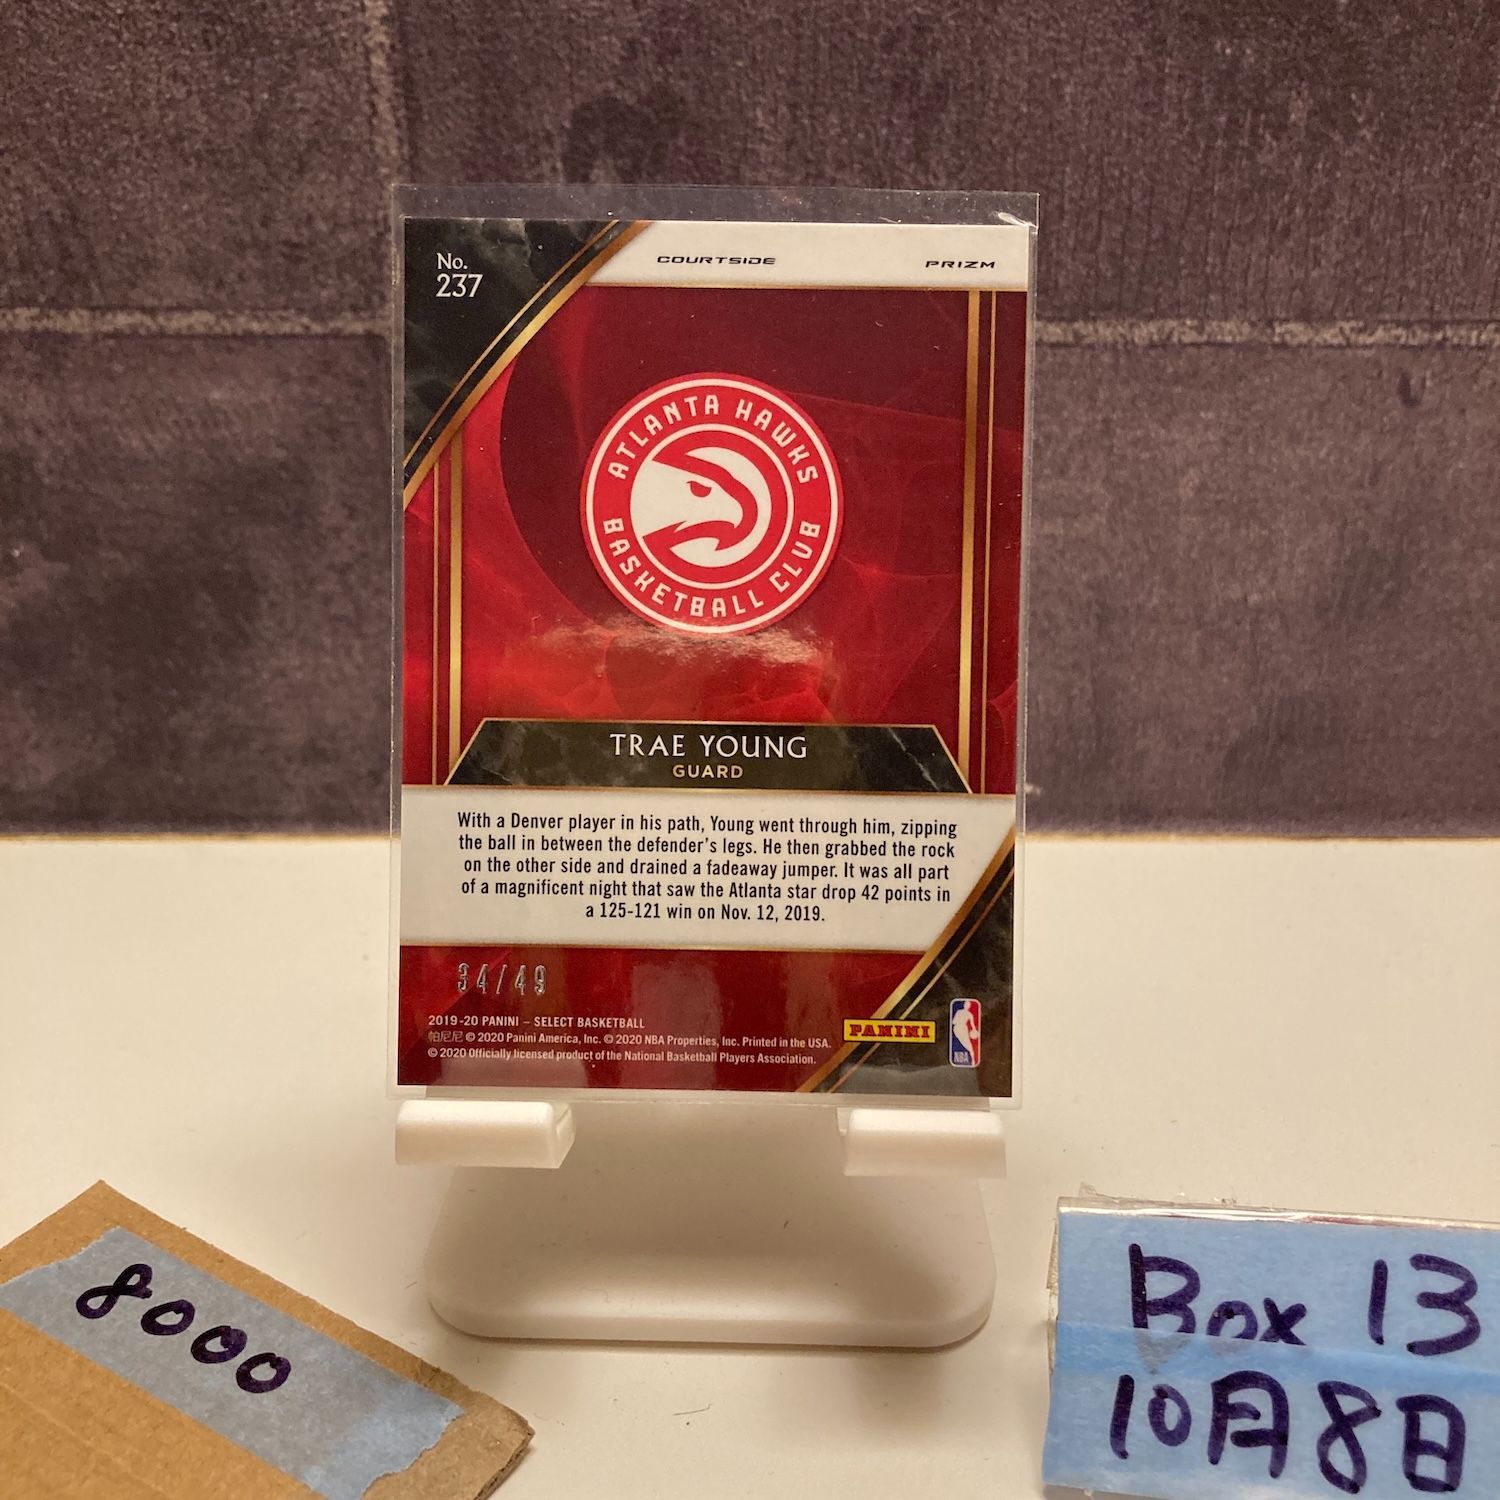 No.
237
COURTSIDE
PRIZM
ATLANTA HAWKS
BASKETBALL CLUB
TRAE YOUNG
GUARD
With a Denver player in his path, Young went through him, zipping
the ball in between the defender's legs. He then grabbed the rock
on the other side and drained a fadeaway jumper. It was all part
of a magnificent night that saw the Atlanta star drop 42 points in
a 125-121 win on Nov. 12, 2019.
34/49
2019-20 PANINI – SELECT BASKETBALL
帕尼尼 © 2020 Panini America, Inc. © 2020 NBA Properties, Inc. Printed in the USA.
© 2020 Officially licensed product of the National Basketball Players Association.
PANINI
NBA
8000
Box 13
10月8日